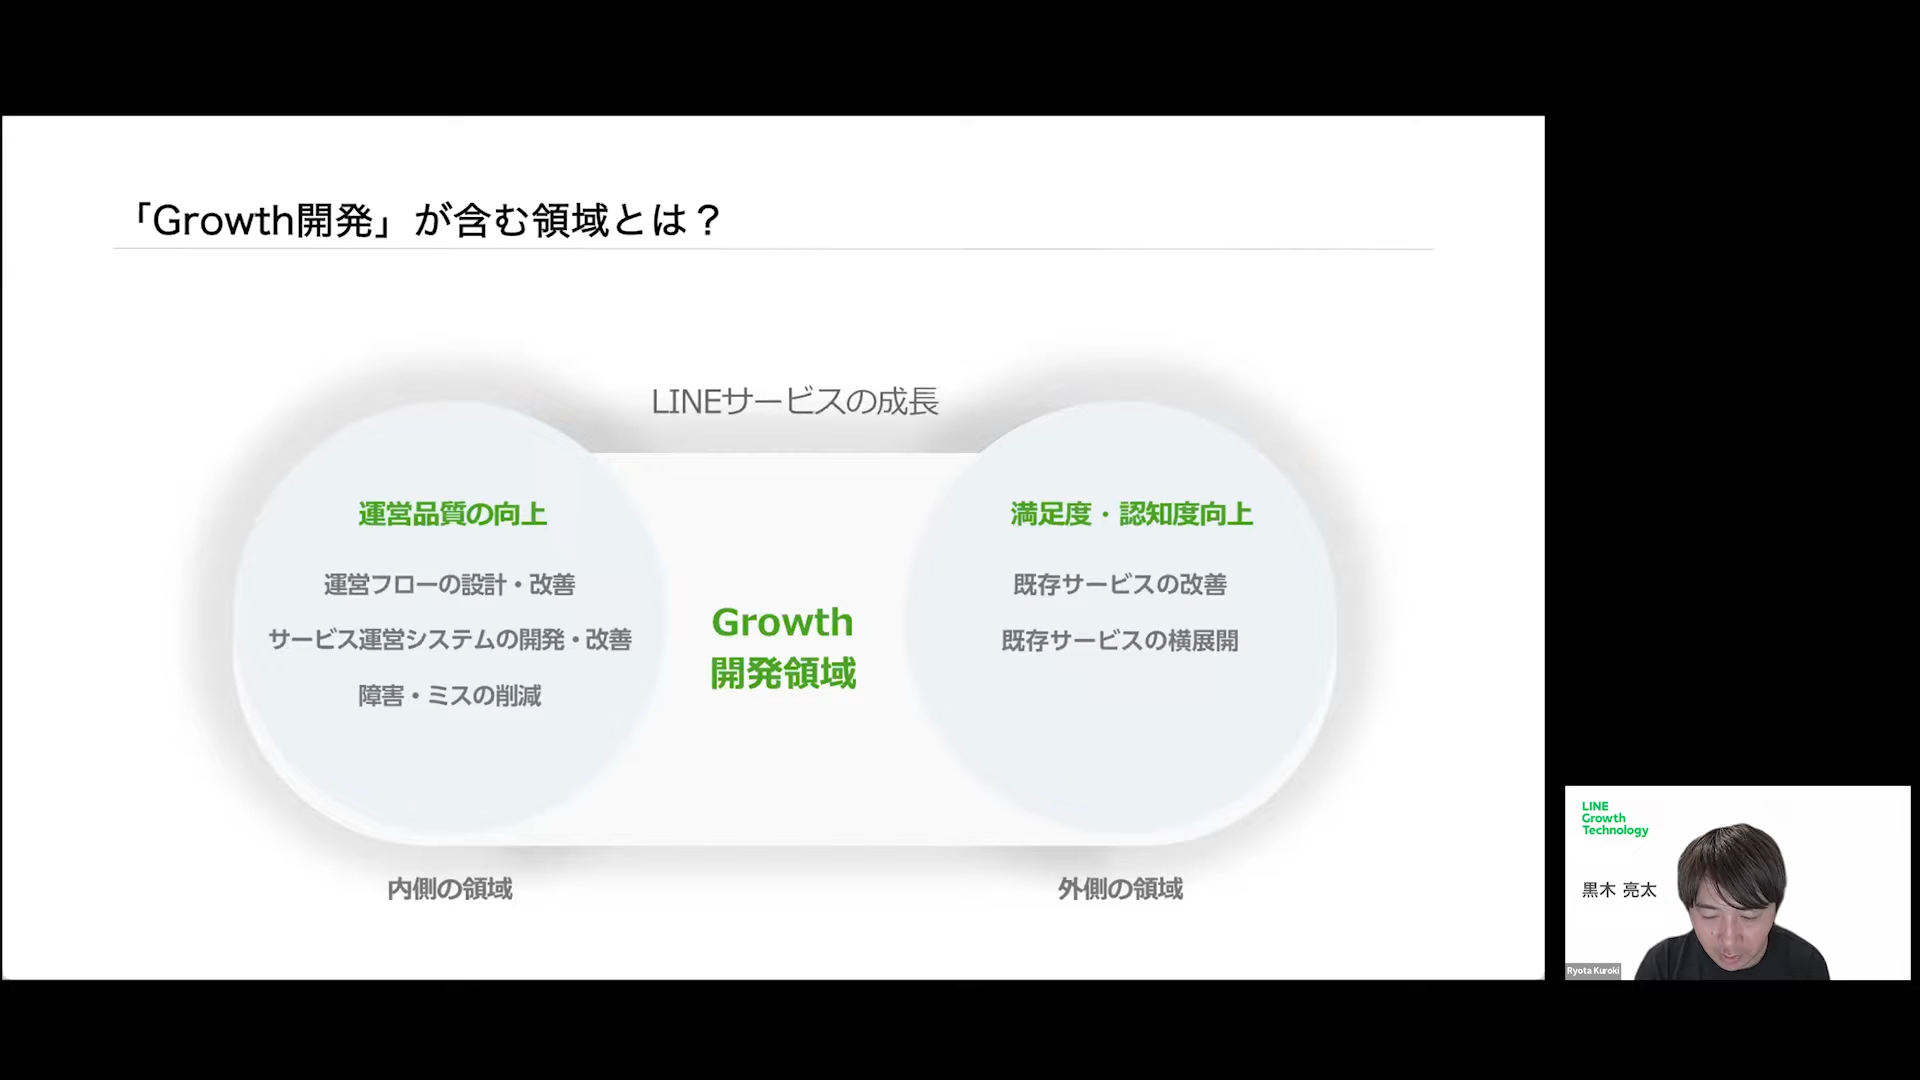 「Growth開発」が含む領域とは？
LINEサービスの成長
運営品質の向上
運営フローの設計・改善
サービス運営システムの開発・改善
障害・ミスの削減
Growth
開発領域
満足度・認知度向上
既存サービスの改善
既存サービスの横展開
内側の領域
外側の領域
LINE
Growth
Technology
黒木 亮太
Ryota Kuroki